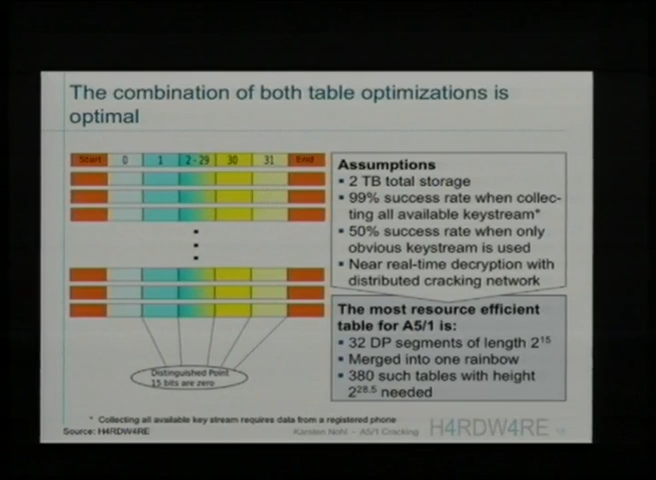 The combination of both table optimizations is
optimal
Start 0 1 2-29 30 31 End
Assumptions
▪ 2 TB total storage
▪ 99% success rate when collec-
ting all available keystream*
▪ 50% success rate when only
obvious keystream is used
▪ Near real-time decryption with
distributed cracking network
The most resource efficient
table for A5/1 is:
▪ 32 DP segments of length 2¹⁵
▪ Merged into one rainbow
▪ 380 such tables with height
2²⁸·⁵ needed
Distinguished Point
15 bits are zero
* Collecting all available key stream requires data from a registered phone
Source: H4RDW4RE
Karsten Nohl – A5/1 Cracking
H4RDW4RE